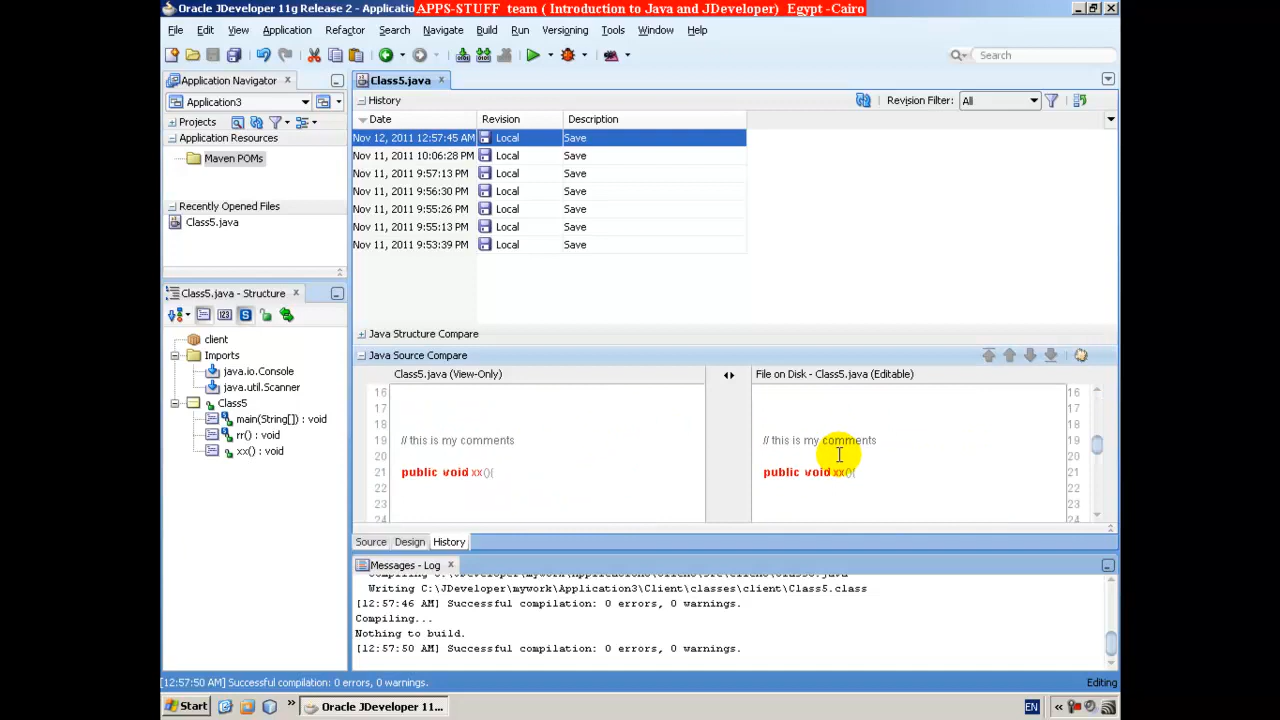 Oracle JDeveloper 11g Release 2 - Applicatio
APPS-STUFF team ( Introduction to Java and JDeveloper) Egypt -Cairo
File Edit View Application Refactor Search Navigate Build Run Versioning Tools Window Help
Search
Application Navigator
Class5.java
Application3
History
Revision Filter: All
Projects
Date Revision Description
Application Resources
Nov 12, 2011 12:57:45 AM Local Save
Maven POMs
Nov 11, 2011 10:06:28 PM Local Save
Nov 11, 2011 9:57:13 PM Local Save
Nov 11, 2011 9:56:30 PM Local Save
Recently Opened Files
Nov 11, 2011 9:55:26 PM Local Save
Class5.java
Nov 11, 2011 9:55:13 PM Local Save
Nov 11, 2011 9:53:39 PM Local Save
Class5.java - Structure
123
S
client
Imports
java.io.Console
java.util.Scanner
Class5
main(String[]) : void
rr() : void
xx() : void
Java Structure Compare
Java Source Compare
Class5.java (View-Only)
File on Disk - Class5.java (Editable)
16 16
17 17
18 18
19 // this is my comments // this is my comments 19
20 20
21 public void xx(){ public void xx(){ 21
22 22
23 23
24 24
Source Design History
Messages - Log
Writing C:\JDeveloper\mywork\Application3\Client\classes\client\Class5.class
[12:57:46 AM] Successful compilation: 0 errors, 0 warnings.
Compiling...
Nothing to build.
[12:57:50 AM] Successful compilation: 0 errors, 0 warnings.
[12:57:50 AM] Successful compilation: 0 errors, 0 warnings.
Editing
Start
Oracle JDeveloper 11...
EN